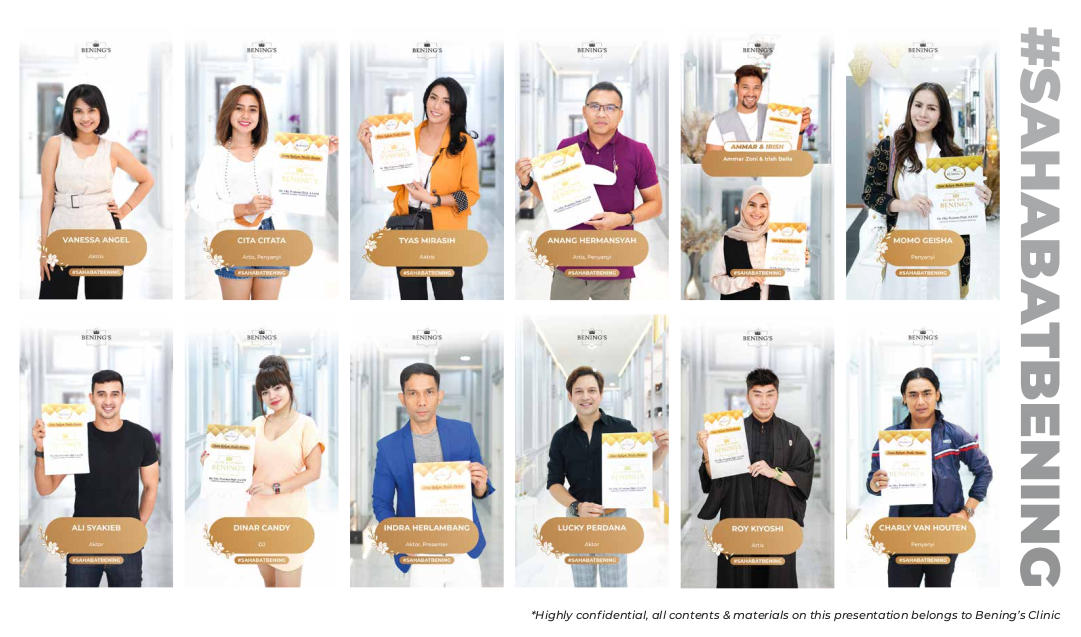 BENING'S
VANESSA ANGEL
Aktris
#SAHABATBENING
BENING'S
CITA CITATA
Artis, Penyanyi
#SAHABATBENING
BENING'S
TYAS MIRASIH
Aktris
#SAHABATBENING
BENING'S
ANANG HERMANSYAH
Artis, Penyanyi
#SAHABATBENING
BENING'S
AMMAR & IRISH
Ammar Zoni & Irish Bella
#SAHABATBENING
BENING'S
MOMO GEISHA
Penyanyi
#SAHABATBENING
BENING'S
ALI SYAKIEB
Aktor
#SAHABATBENING
BENING'S
DINAR CANDY
DJ
#SAHABATBENING
BENING'S
INDRA HERLAMBANG
Aktor, Presenter
#SAHABATBENING
BENING'S
LUCKY PERDANA
Aktor
#SAHABATBENING
BENING'S
ROY KIYOSHI
Artis
#SAHABATBENING
BENING'S
CHARLY VAN HOUTEN
Penyanyi
#SAHABATBENING
#SAHABATBENING
*Highly confidential, all contents & materials on this presentation belongs to Bening's Clinic